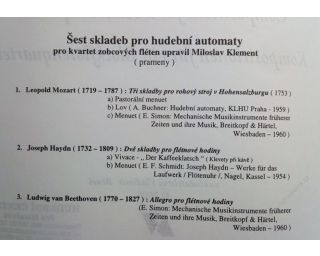 Šest skladeb pro hudební automaty
pro kvartet zobcových fléten upravil Miloslav Klement
( prameny )
1. Leopold Mozart ( 1719 – 1787 ) : Tři skladby pro rohový stroj v Hohensalzburgu ( 1753 )
a) Pastorální menuet
b) Lov ( A. Buchner: Hudební automaty, KLHU Praha - 1959 )
c) Menuet ( E. Simon: Mechanische Musikinstrumente früherer
Zeiten und ihre Musik, Breitkopf & Härtel,
Wiesbaden – 1960 )
2. Joseph Haydn ( 1732 – 1809) : Dvě skladby pro flétnové hodiny
a) Vivace - „ Der Kaffeeklatsch “ ( Klevety při kávě )
b) Menuet ( E. F. Schmidt: Joseph Haydn – Werke für das
Laufwerk / Flötenuhr /, Nagel, Kassel – 1954 )
3. Ludwig van Beethoven ( 1770 – 1827) : Allegro pro flétnové hodiny
(E. Simon: Mechanische Musikinstrumente früherer
Zeiten und ihre Musik, Breitkopf & Härtel,
Wiesbaden – 1960 )